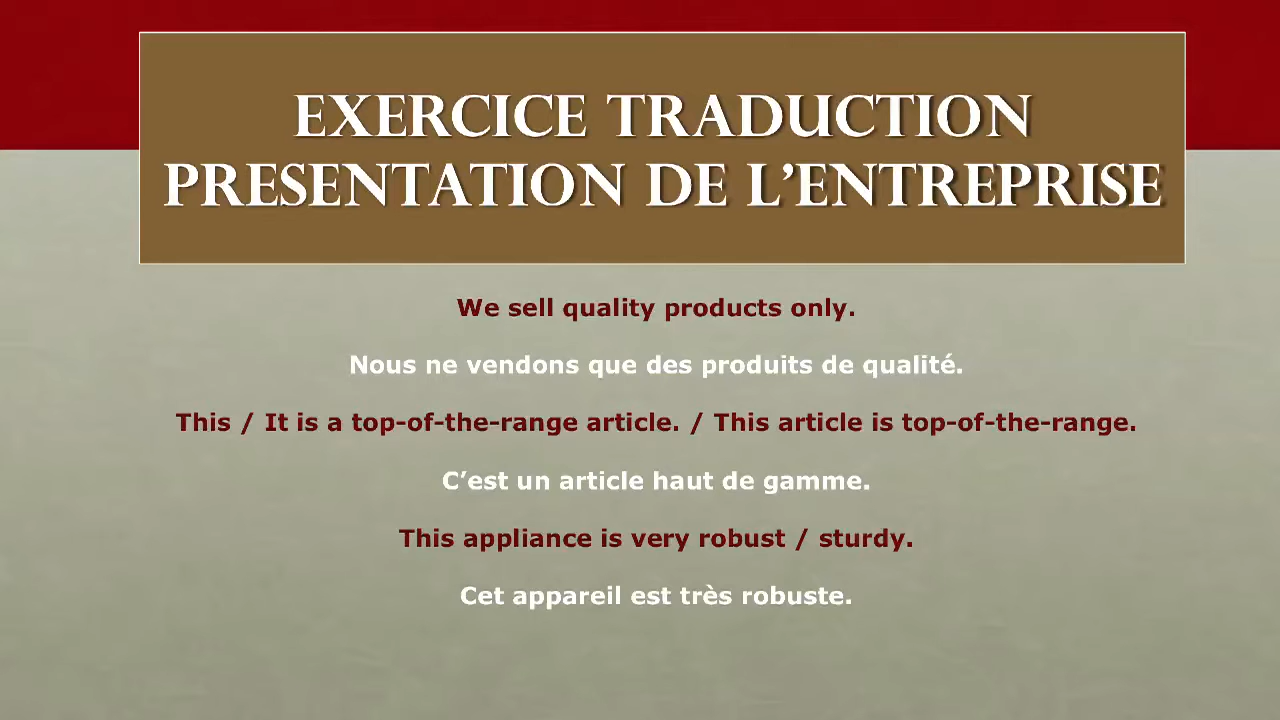 EXERCICE TRADUCTION
PRESENTATION DE L’ENTREPRISE
We sell quality products only.
Nous ne vendons que des produits de qualité.
This / It is a top-of-the-range article. / This article is top-of-the-range.
C’est un article haut de gamme.
This appliance is very robust / sturdy.
Cet appareil est très robuste.